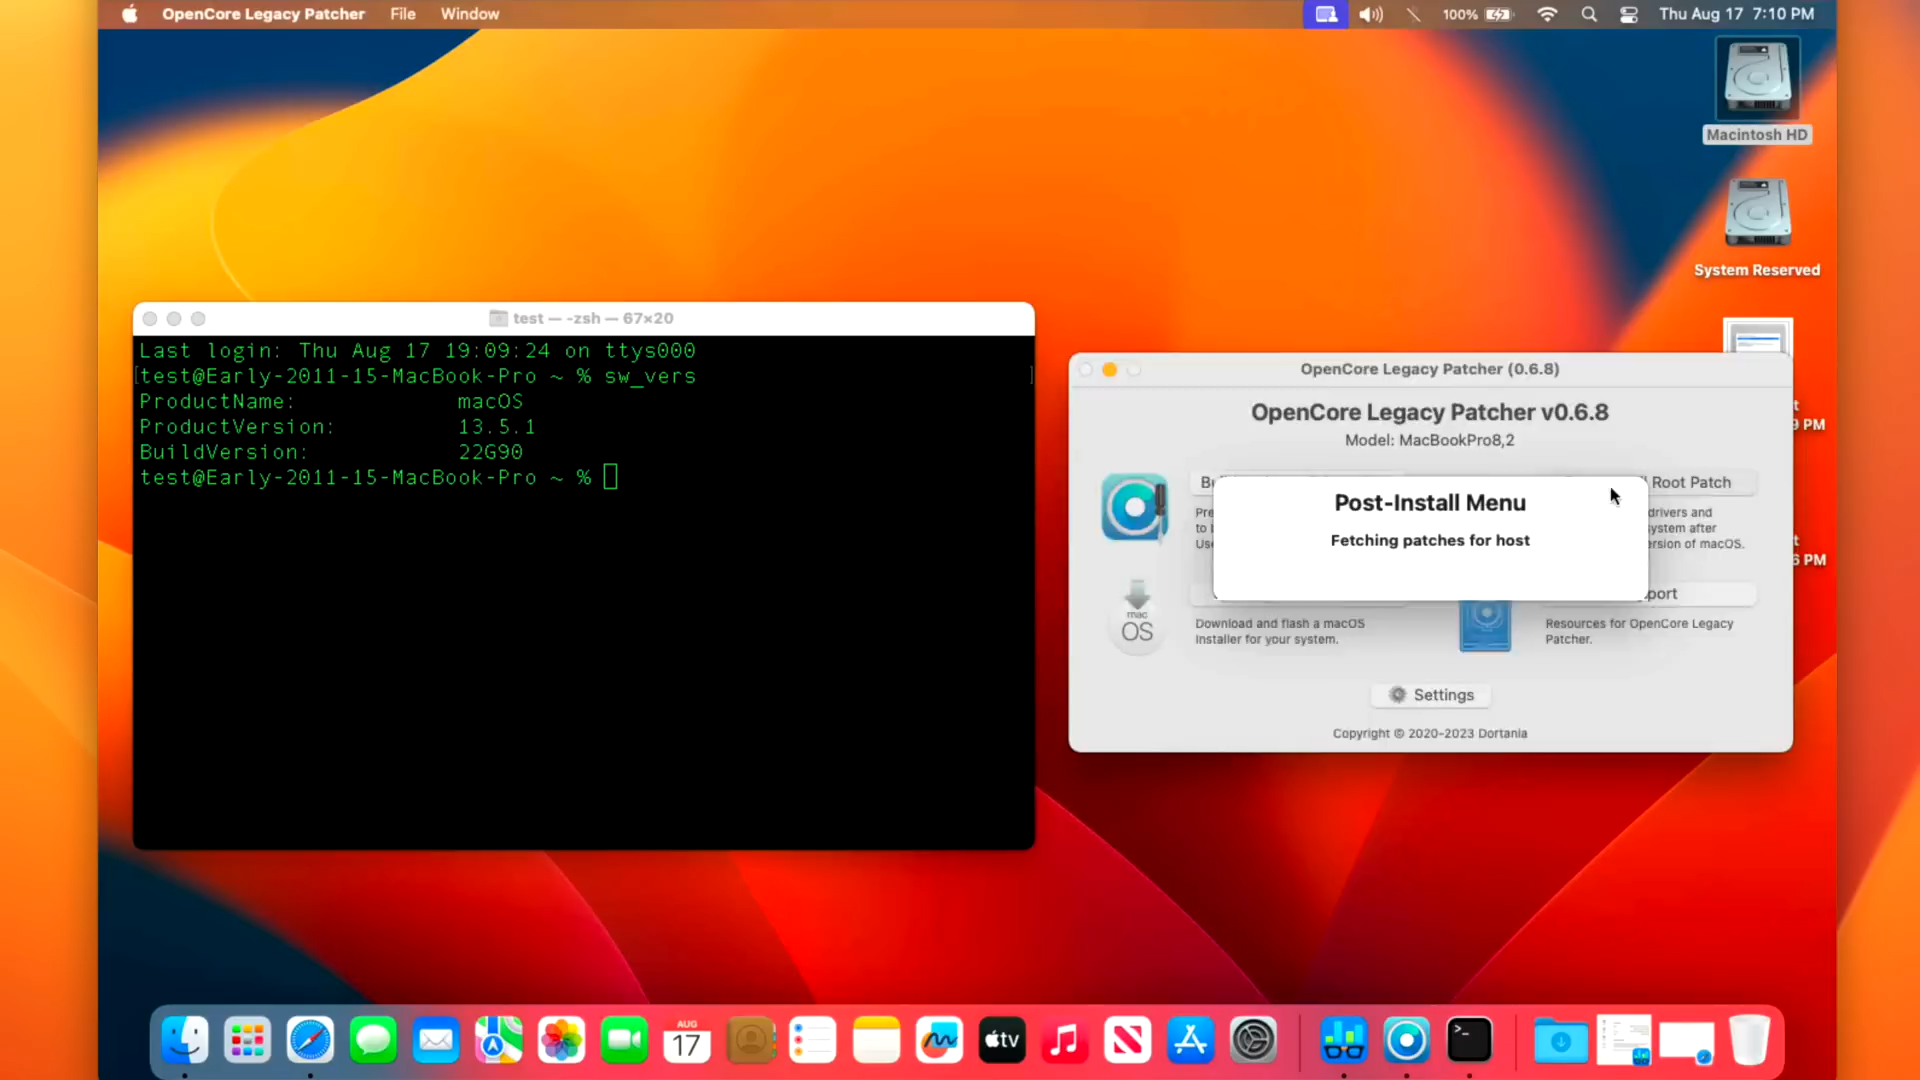 OpenCore Legacy Patcher File Window 100% Thu Aug 17 7:10 PM
Macintosh HD
System Reserved
test — -zsh — 67×20
Last login: Thu Aug 17 19:09:24 on ttys000
[test@Early-2011-15-MacBook-Pro ~ % sw_vers ]
ProductName: macOS
ProductVersion: 13.5.1
BuildVersion: 22G90
test@Early-2011-15-MacBook-Pro ~ %
OpenCore Legacy Patcher (0.6.8)
OpenCore Legacy Patcher v0.6.8
Model: MacBookPro8,2
Root Patch
drivers and
system after
version of macOS.
Post-Install Menu
Fetching patches for host
Download and flash a macOS
Installer for your system.
Resources for OpenCore Legacy
Patcher.
Settings
Copyright © 2020-2023 Dortania
PM
PM
mac
OS
AUG
17
tv